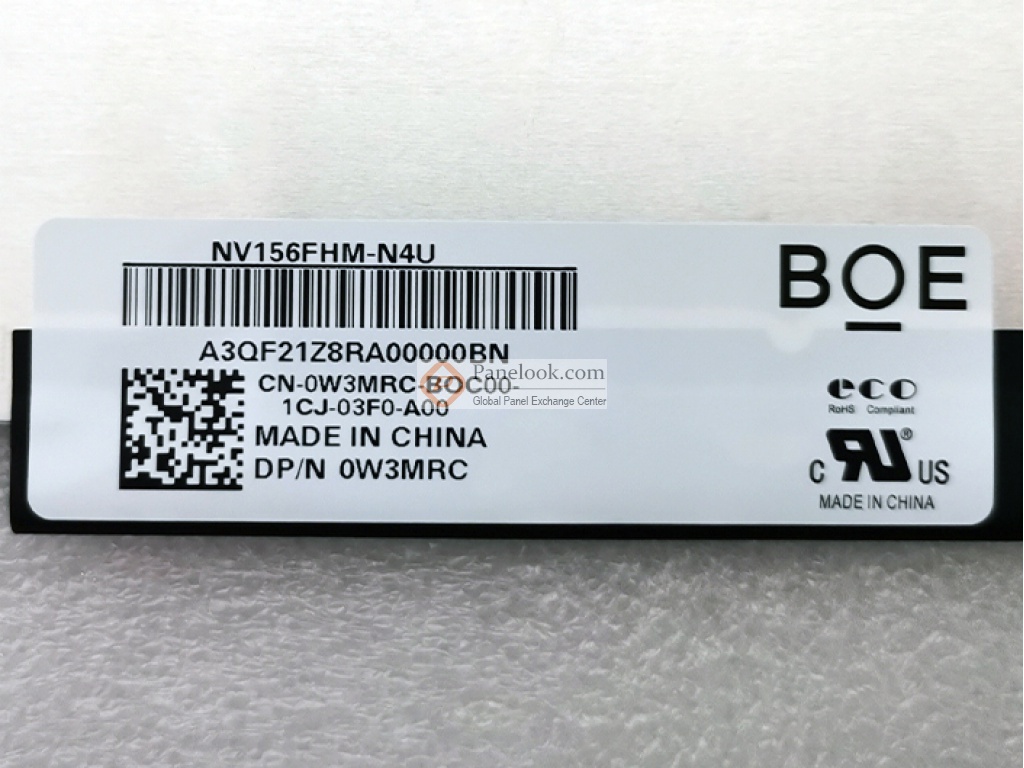 NV156FHM-N4U
BOE
A3QF21Z8RA00000BN
CN-0W3MRC-BOC00-
1CJ-03F0-A00
MADE IN CHINA
DP/N 0W3MRC
Panelook.com
Global Panel Exchange Center
eco
RoHS Compliant
C RU ® US
MADE IN CHINA